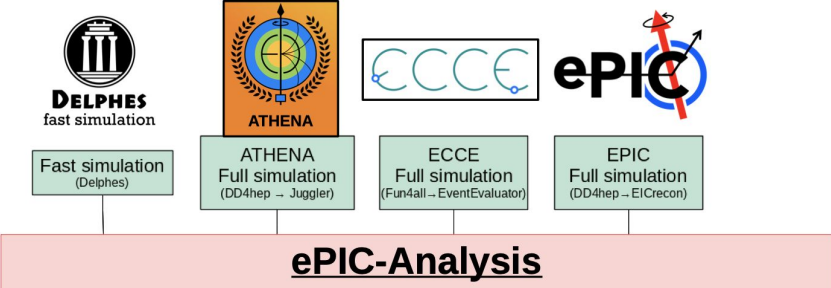 DELPHES
fast simulation
ATHENA
ECCE
ePIC
Fast simulation
(Delphes)
ATHENA
Full simulation
(DD4hep → Juggler)
ECCE
Full simulation
(Fun4all→EventEvaluator)
EPIC
Full simulation
(DD4hep→EICrecon)
ePIC-Analysis